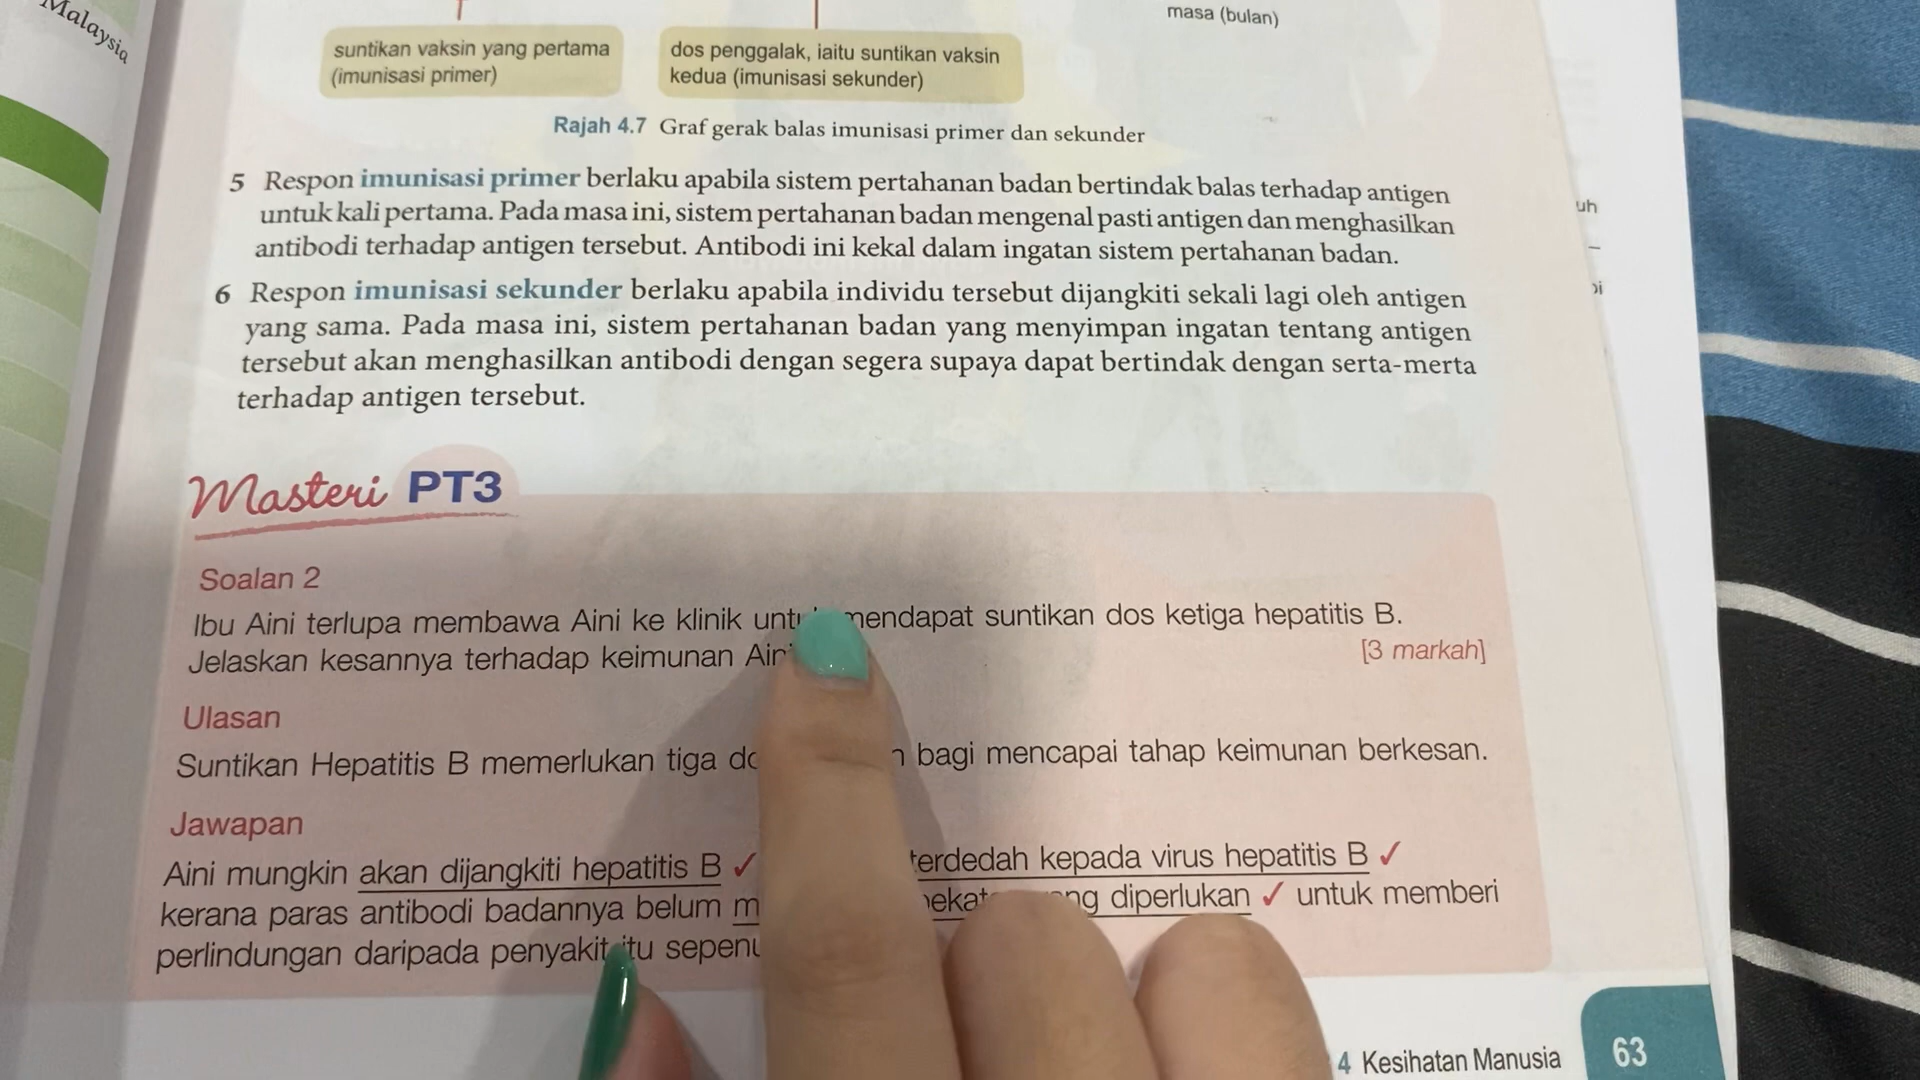 Malaysia
masa (bulan)
suntikan vaksin yang pertama
(imunisasi primer)
dos penggalak, iaitu suntikan vaksin
kedua (imunisasi sekunder)
Rajah 4.7 Graf gerak balas imunisasi primer dan sekunder
5 Respon imunisasi primer berlaku apabila sistem pertahanan badan bertindak balas terhadap antigen
untuk kali pertama. Pada masa ini, sistem pertahanan badan mengenal pasti antigen dan menghasilkan
antibodi terhadap antigen tersebut. Antibodi ini kekal dalam ingatan sistem pertahanan badan.
6 Respon imunisasi sekunder berlaku apabila individu tersebut dijangkiti sekali lagi oleh antigen
yang sama. Pada masa ini, sistem pertahanan badan yang menyimpan ingatan tentang antigen
tersebut akan menghasilkan antibodi dengan segera supaya dapat bertindak dengan serta-merta
terhadap antigen tersebut.
Masteri PT3
Soalan 2
Ibu Aini terlupa membawa Aini ke klinik mendapat suntikan dos ketiga hepatitis B.
Jelaskan kesannya terhadap keimunan
[3 markah]
Ulasan
Suntikan Hepatitis B memerlukan tiga bagi mencapai tahap keimunan berkesan.
Jawapan
Aini mungkin akan dijangkiti hepatitis B ✓ terdedah kepada virus hepatitis B ✓
kerana paras antibodi badannya belum diperlukan ✓ untuk memberi
perlindungan daripada penyakit itu
4 Kesihatan Manusia 63